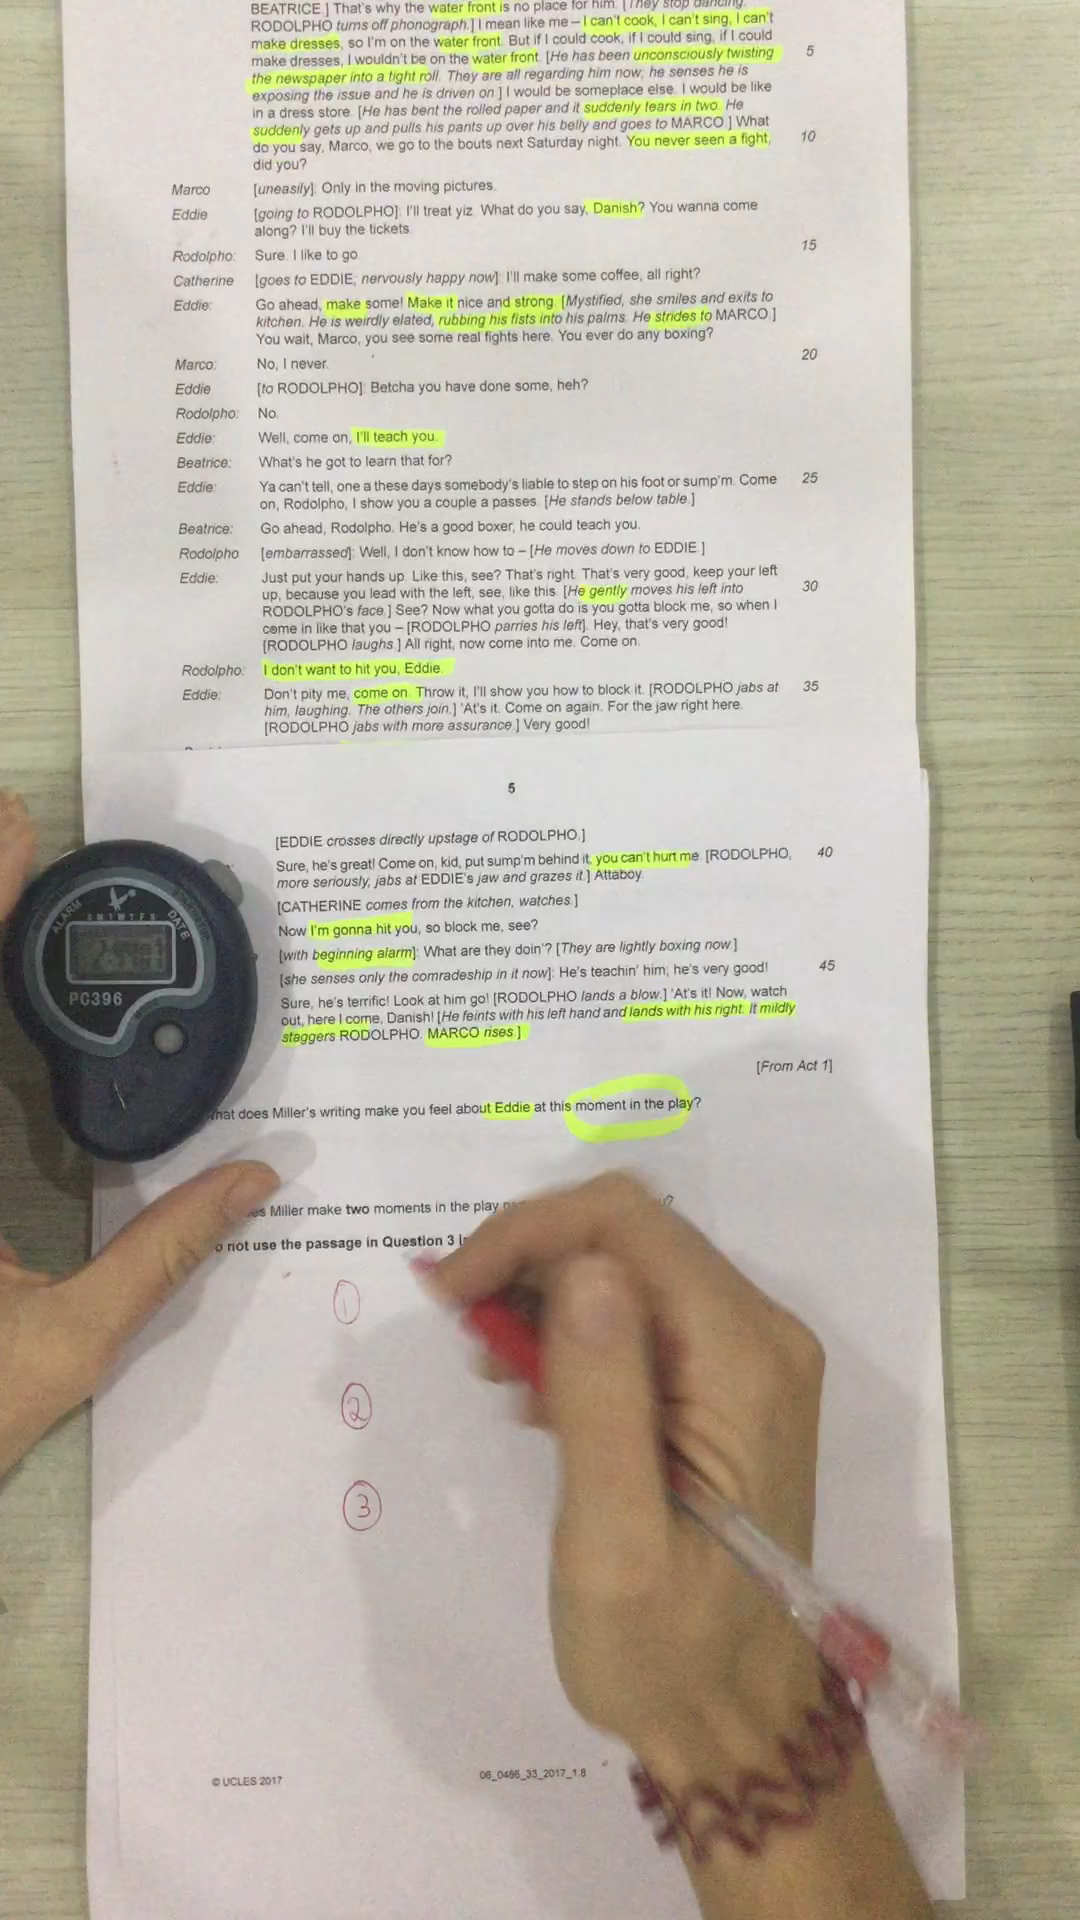 BEATRICE.] That's why the water front is no place for him. [They stop dancing.
RODOLPHO turns off phonograph.] I mean like me – I can't cook, I can't sing, I can't
make dresses, so I'm on the water front. But if I could cook, if I could sing, if I could
make dresses, I wouldn't be on the water front. [He has been unconsciously twisting 5
the newspaper into a tight roll. They are all regarding him now; he senses he is
exposing the issue and he is driven on.] I would be someplace else. I would be like
in a dress store. [He has bent the rolled paper and it suddenly tears in two. He
suddenly gets up and pulls his pants up over his belly and goes to MARCO.] What
do you say, Marco, we go to the bouts next Saturday night. You never seen a fight, 10
did you?
Marco [uneasily]: Only in the moving pictures.
Eddie [going to RODOLPHO]: I'll treat yiz. What do you say, Danish? You wanna come
along? I'll buy the tickets.
Rodolpho: Sure. I like to go. 15
Catherine [goes to EDDIE; nervously happy now]: I'll make some coffee, all right?
Eddie: Go ahead, make some! Make it nice and strong. [Mystified, she smiles and exits to
kitchen. He is weirdly elated, rubbing his fists into his palms. He strides to MARCO.]
You wait, Marco, you see some real fights here. You ever do any boxing?
Marco: No, I never. 20
Eddie [to RODOLPHO]: Betcha you have done some, heh?
Rodolpho: No.
Eddie: Well, come on, I'll teach you.
Beatrice: What's he got to learn that for?
Eddie: Ya can't tell, one a these days somebody's liable to step on his foot or sump'm. Come 25
on, Rodolpho, I show you a couple a passes. [He stands below table.]
Beatrice: Go ahead, Rodolpho. He's a good boxer, he could teach you.
Rodolpho [embarrassed]: Well, I don't know how to – [He moves down to EDDIE.]
Eddie: Just put your hands up. Like this, see? That's right. That's very good, keep your left
up, because you lead with the left, see, like this. [He gently moves his left into 30
RODOLPHO's face.] See? Now what you gotta do is you gotta block me, so when I
come in like that you – [RODOLPHO parries his left]. Hey, that's very good!
[RODOLPHO laughs.] All right, now come into me. Come on.
Rodolpho: I don't want to hit you, Eddie.
Eddie: Don't pity me, come on. Throw it, I'll show you how to block it. [RODOLPHO jabs at 35
him, laughing. The others join.] 'At's it. Come on again. For the jaw right here.
[RODOLPHO jabs with more assurance.] Very good!
5
[EDDIE crosses directly upstage of RODOLPHO.]
Sure, he's great! Come on, kid, put sump'm behind it, you can't hurt me. [RODOLPHO, 40
more seriously, jabs at EDDIE's jaw and grazes it.] Attaboy.
[CATHERINE comes from the kitchen, watches.]
Now I'm gonna hit you, so block me, see?
[with beginning alarm]: What are they doin'? [They are lightly boxing now.]
[she senses only the comradeship in it now]: He's teachin' him; he's very good! 45
Sure, he's terrific! Look at him go! [RODOLPHO lands a blow.] 'At's it! Now, watch
out, here I come, Danish! [He feints with his left hand and lands with his right. It mildly
staggers RODOLPHO. MARCO rises.]
[From Act 1]
what does Miller's writing make you feel about Eddie at this moment in the play?
Miller make two moments in the play
not use the passage in Question 3
1
2
3
© UCLES 2017
06_0486_33_2017_1.8
ALARM
SMTWTFS
DATE
PC396